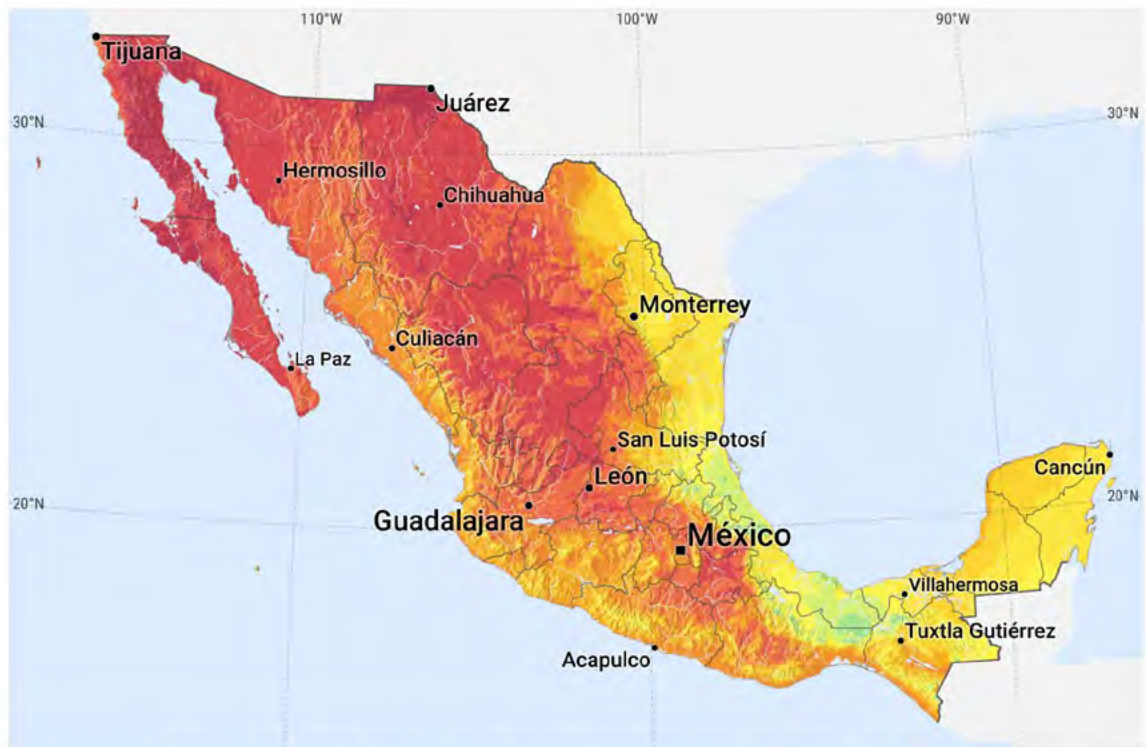 110°W
100°W
90°W
Tijuana
Juárez
30°N
30°N
Hermosillo
Chihuahua
Monterrey
Culiacán
La Paz
San Luis Potosí
Cancún
León
20°N
20°N
Guadalajara
México
Villahermosa
Tuxtla Gutiérrez
Acapulco